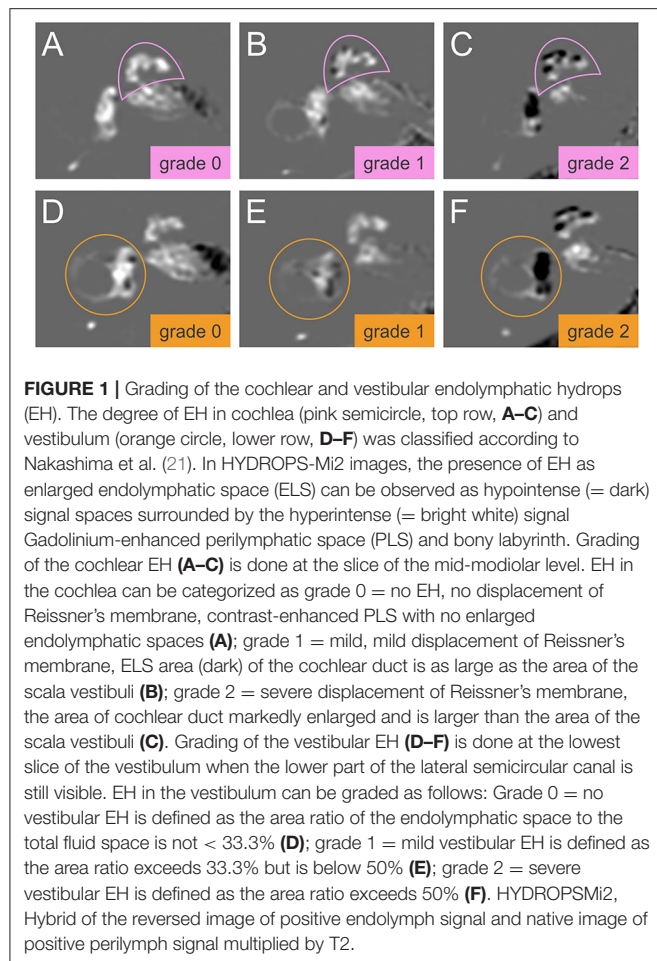 A
B
C
grade 0
grade 1
grade 2
D
E
F
grade 0
grade 1
grade 2
FIGURE 1 | Grading of the cochlear and vestibular endolymphatic hydrops
(EH). The degree of EH in cochlea (pink semicircle, top row, A–C) and
vestibulum (orange circle, lower row, D–F) was classified according to
Nakashima et al. (21). In HYDROPS-Mi2 images, the presence of EH as
enlarged endolymphatic space (ELS) can be observed as hypointense (= dark)
signal spaces surrounded by the hyperintense (= bright white) signal
Gadolinium-enhanced perilymphatic space (PLS) and bony labyrinth. Grading
of the cochlear EH (A–C) is done at the slice of the mid-modiolar level. EH in
the cochlea can be categorized as grade 0 = no EH, no displacement of
Reissner's membrane, contrast-enhanced PLS with no enlarged
endolymphatic spaces (A); grade 1 = mild, mild displacement of Reissner's
membrane, ELS area (dark) of the cochlear duct is as large as the area of the
scala vestibuli (B); grade 2 = severe displacement of Reissner's membrane,
the area of cochlear duct markedly enlarged and is larger than the area of the
scala vestibuli (C). Grading of the vestibular EH (D–F) is done at the lowest
slice of the vestibulum when the lower part of the lateral semicircular canal is
still visible. EH in the vestibulum can be graded as follows: Grade 0 = no
vestibular EH is defined as the area ratio of the endolymphatic space to the
total fluid space is not < 33.3% (D); grade 1 = mild vestibular EH is defined as
the area ratio exceeds 33.3% but is below 50% (E); grade 2 = severe
vestibular EH is defined as the area ratio exceeds 50% (F). HYDROPSMi2,
Hybrid of the reversed image of positive endolymph signal and native image of
positive perilymph signal multiplied by T2.